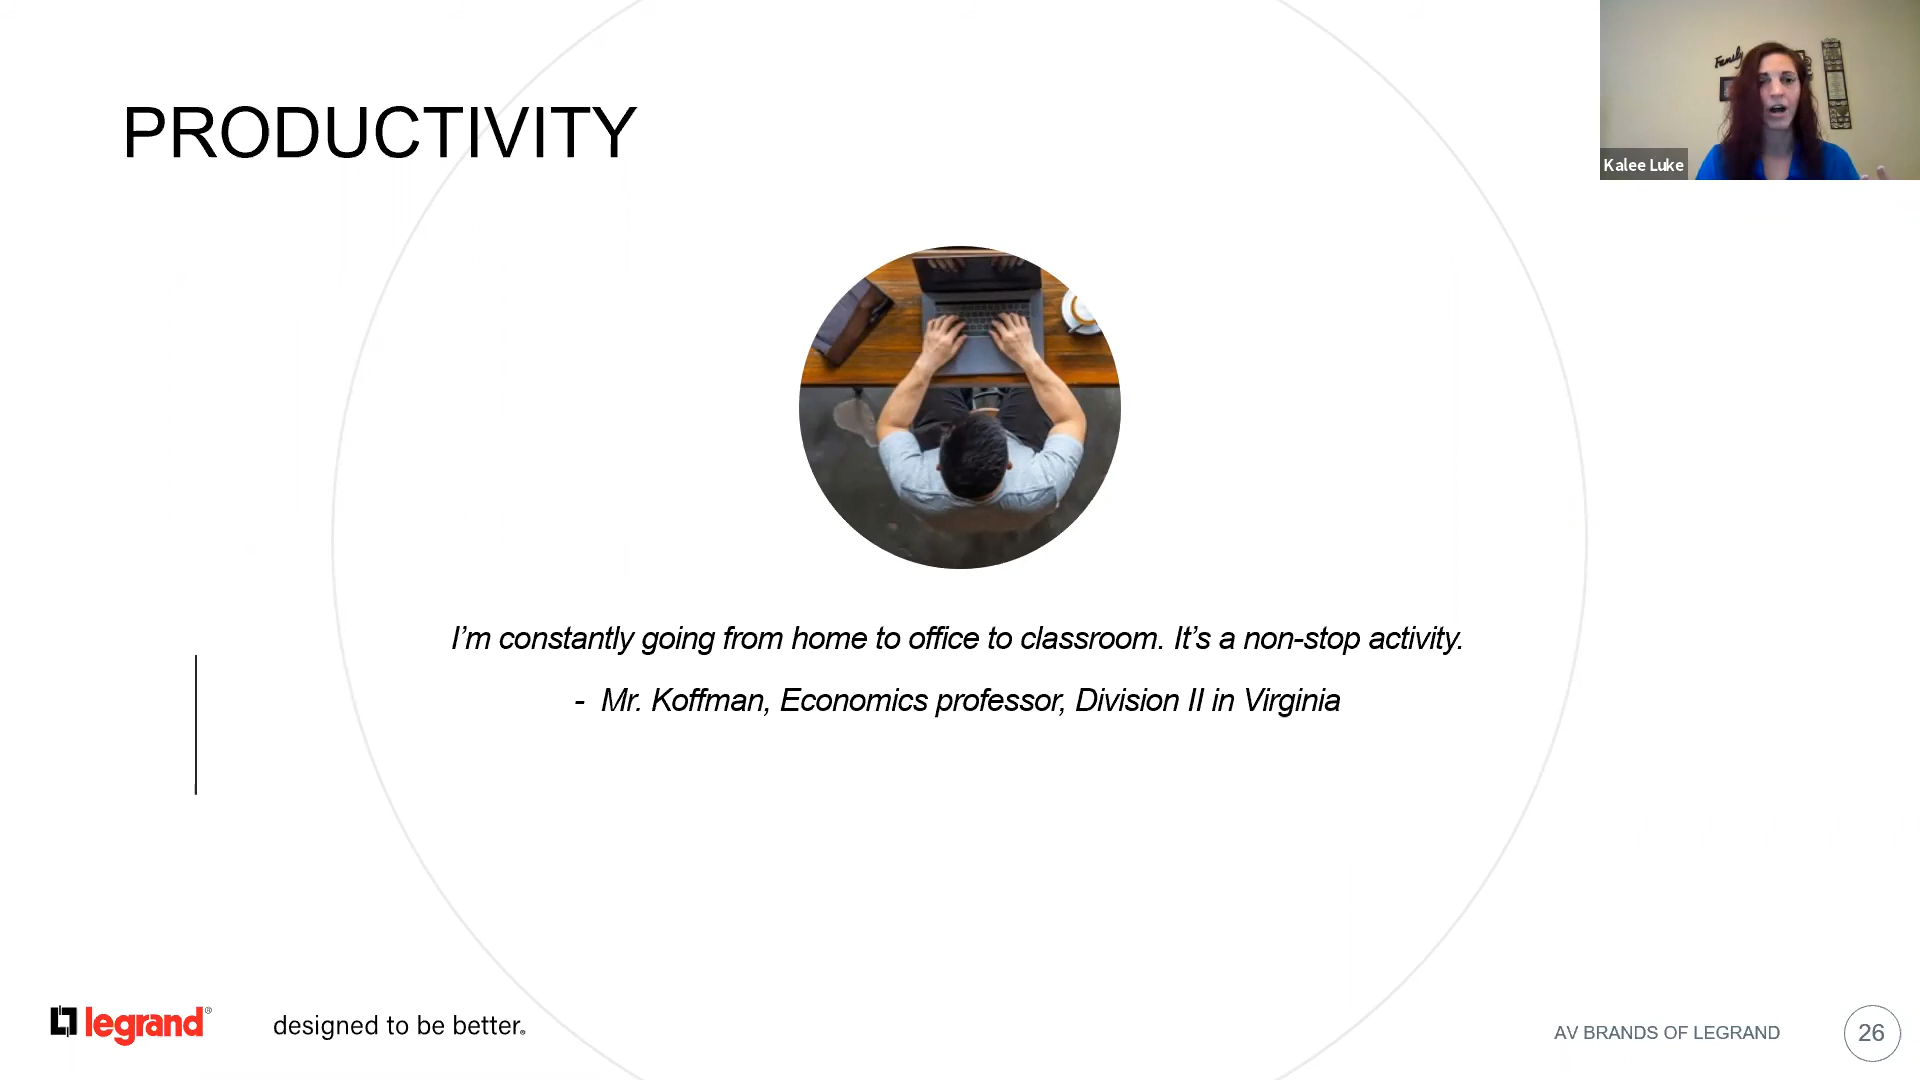 PRODUCTIVITY
Family
Kalee Luke
I'm constantly going from home to office to classroom. It's a non-stop activity.
- Mr. Koffman, Economics professor, Division II in Virginia
legrand®
designed to be better.®
AV BRANDS OF LEGRAND
26